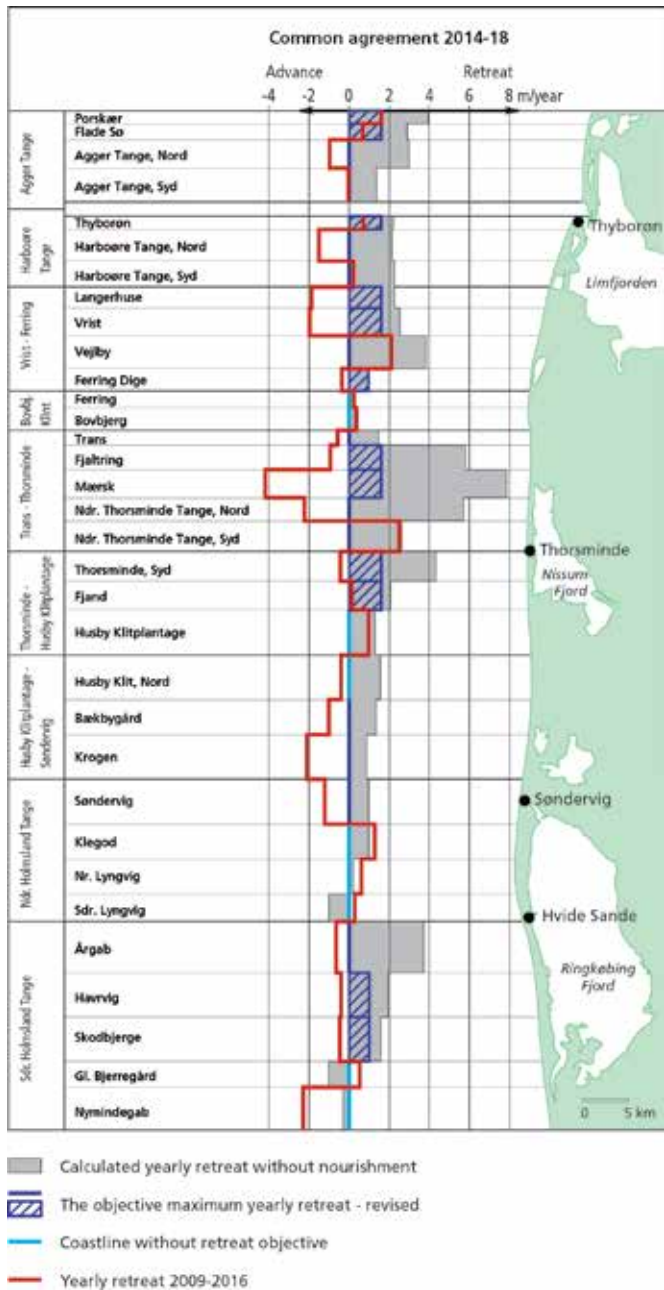 Common agreement 2014-18
Advance Retreat
-4 -2 0 2 4 6 8 m/year
Agger Tange
Porskær
Flade Sø
Agger Tange, Nord
Agger Tange, Syd
Harboøre Tange
Thyborøn
Harboøre Tange, Nord
Harboøre Tange, Syd
Vrist - Ferring
Langerhuse
Vrist
Vejlby
Ferring Dige
Bovbj. Klint
Ferring
Bovbjerg
Trans - Thorsminde
Trans
Fjaltring
Mærsk
Ndr. Thorsminde Tange, Nord
Ndr. Thorsminde Tange, Syd
Thorsminde -
Husby Klitplantage
Thorsminde, Syd
Fjand
Husby Klitplantage
Husby Klitplantage -
Søndervig
Husby Klit, Nord
Bækbygård
Krogen
Ndr. Holmsland Tange
Søndervig
Klegod
Nr. Lyngvig
Sdr. Lyngvig
Sdr. Holmsland Tange
Årgab
Havrvig
Skodbjerge
Gl. Bjerregård
Nymindegab
Thyborøn
Limfjorden
Thorsminde
Nissum
Fjord
Søndervig
Hvide Sande
Ringkøbing
Fjord
0 5 km
Calculated yearly retreat without nourishment
The objective maximum yearly retreat - revised
Coastline without retreat objective
Yearly retreat 2009-2016